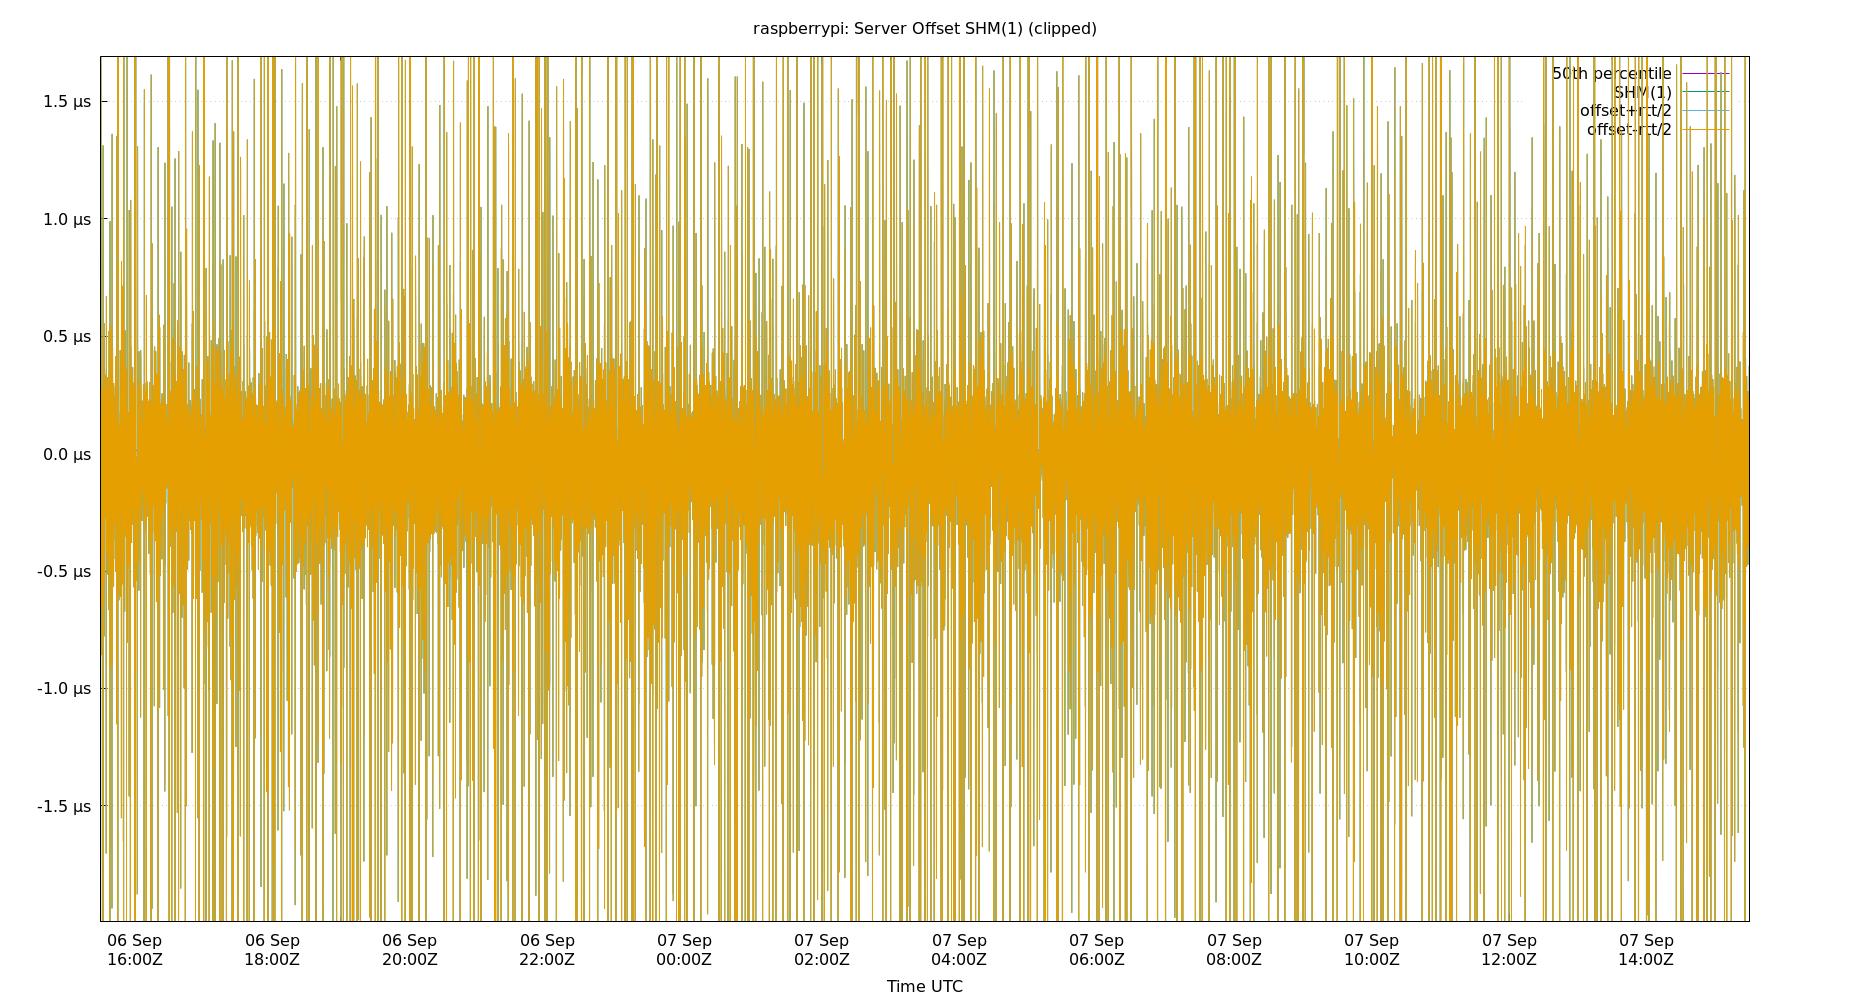 raspberrypi: Server Offset SHM(1) (clipped)
50th percentile
SHM(1)
offset+rtt/2
offset-rtt/2
1.5 µs
1.0 µs
0.5 µs
0.0 µs
-0.5 µs
-1.0 µs
-1.5 µs
06 Sep 06 Sep 06 Sep 06 Sep 07 Sep 07 Sep 07 Sep 07 Sep 07 Sep 07 Sep 07 Sep 07 Sep
16:00Z 18:00Z 20:00Z 22:00Z 00:00Z 02:00Z 04:00Z 06:00Z 08:00Z 10:00Z 12:00Z 14:00Z
Time UTC